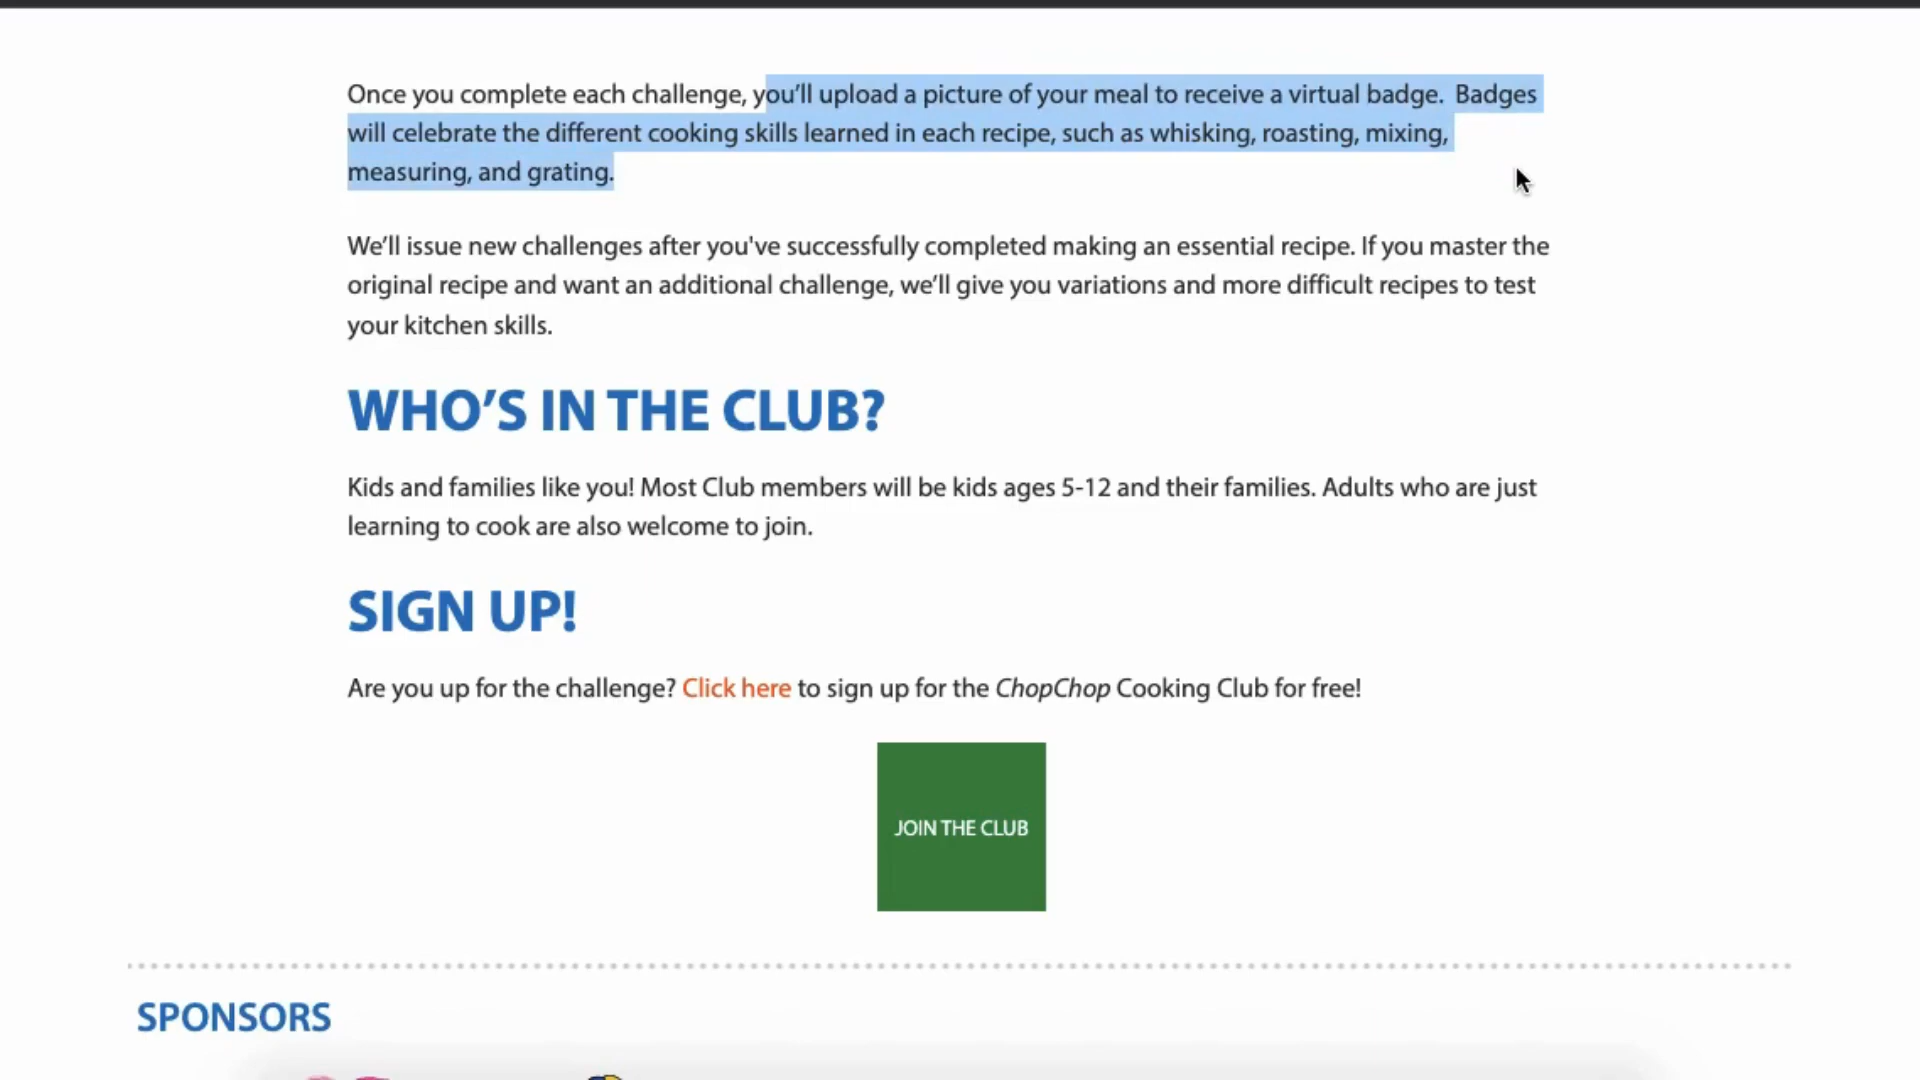 Once you complete each challenge, you’ll upload a picture of your meal to receive a virtual badge.  Badges
will celebrate the different cooking skills learned in each recipe, such as whisking, roasting, mixing,
measuring, and grating.
We’ll issue new challenges after you've successfully completed making an essential recipe. If you master the
original recipe and want an additional challenge, we’ll give you variations and more difficult recipes to test
your kitchen skills.
WHO’S IN THE CLUB?
Kids and families like you! Most Club members will be kids ages 5-12 and their families. Adults who are just
learning to cook are also welcome to join.
SIGN UP!
Are you up for the challenge? Click here to sign up for the ChopChop Cooking Club for free!
JOIN THE CLUB
SPONSORS